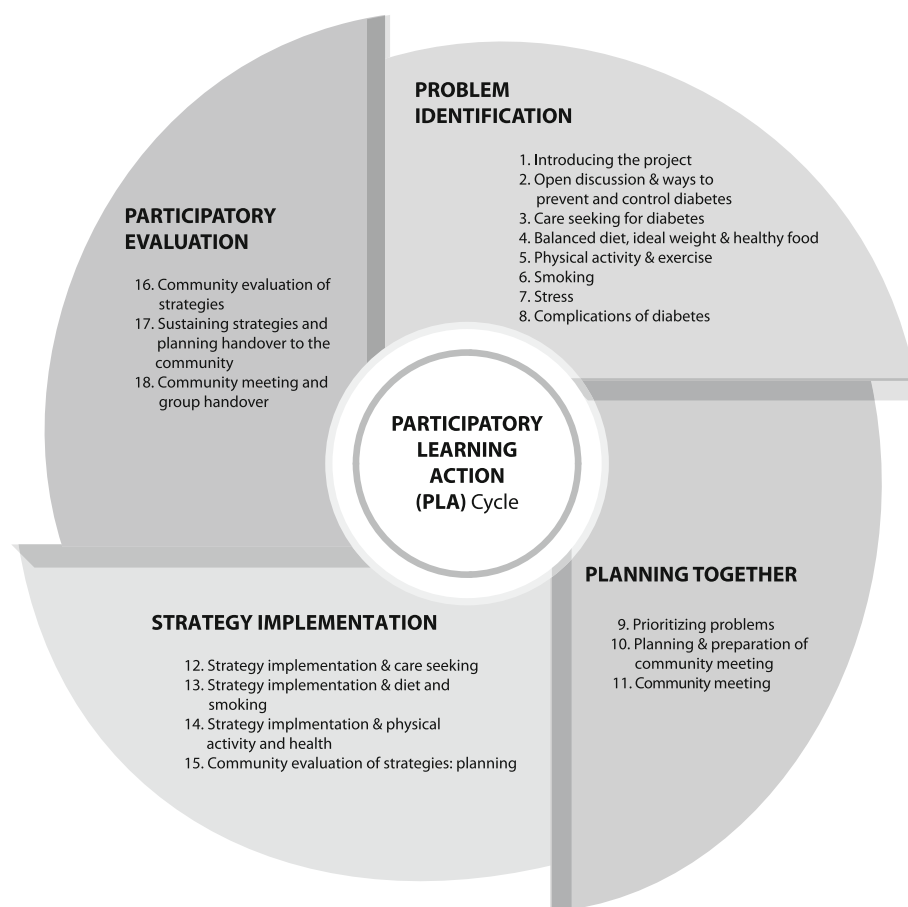 PROBLEM
IDENTIFICATION
1. Introducing the project
2. Open discussion & ways to
prevent and control diabetes
3. Care seeking for diabetes
4. Balanced diet, ideal weight & healthy food
5. Physical activity & exercise
6. Smoking
7. Stress
8. Complications of diabetes
PLANNING TOGETHER
9. Prioritizing problems
10. Planning & preparation of
community meeting
11. Community meeting
STRATEGY IMPLEMENTATION
12. Strategy implementation & care seeking
13. Strategy implementation & diet and
smoking
14. Strategy implmentation & physical
activity and health
15. Community evaluation of strategies: planning
PARTICIPATORY
EVALUATION
16. Community evaluation of
strategies
17. Sustaining strategies and
planning handover to the
community
18. Community meeting and
group handover
PARTICIPATORY
LEARNING
ACTION
(PLA) Cycle